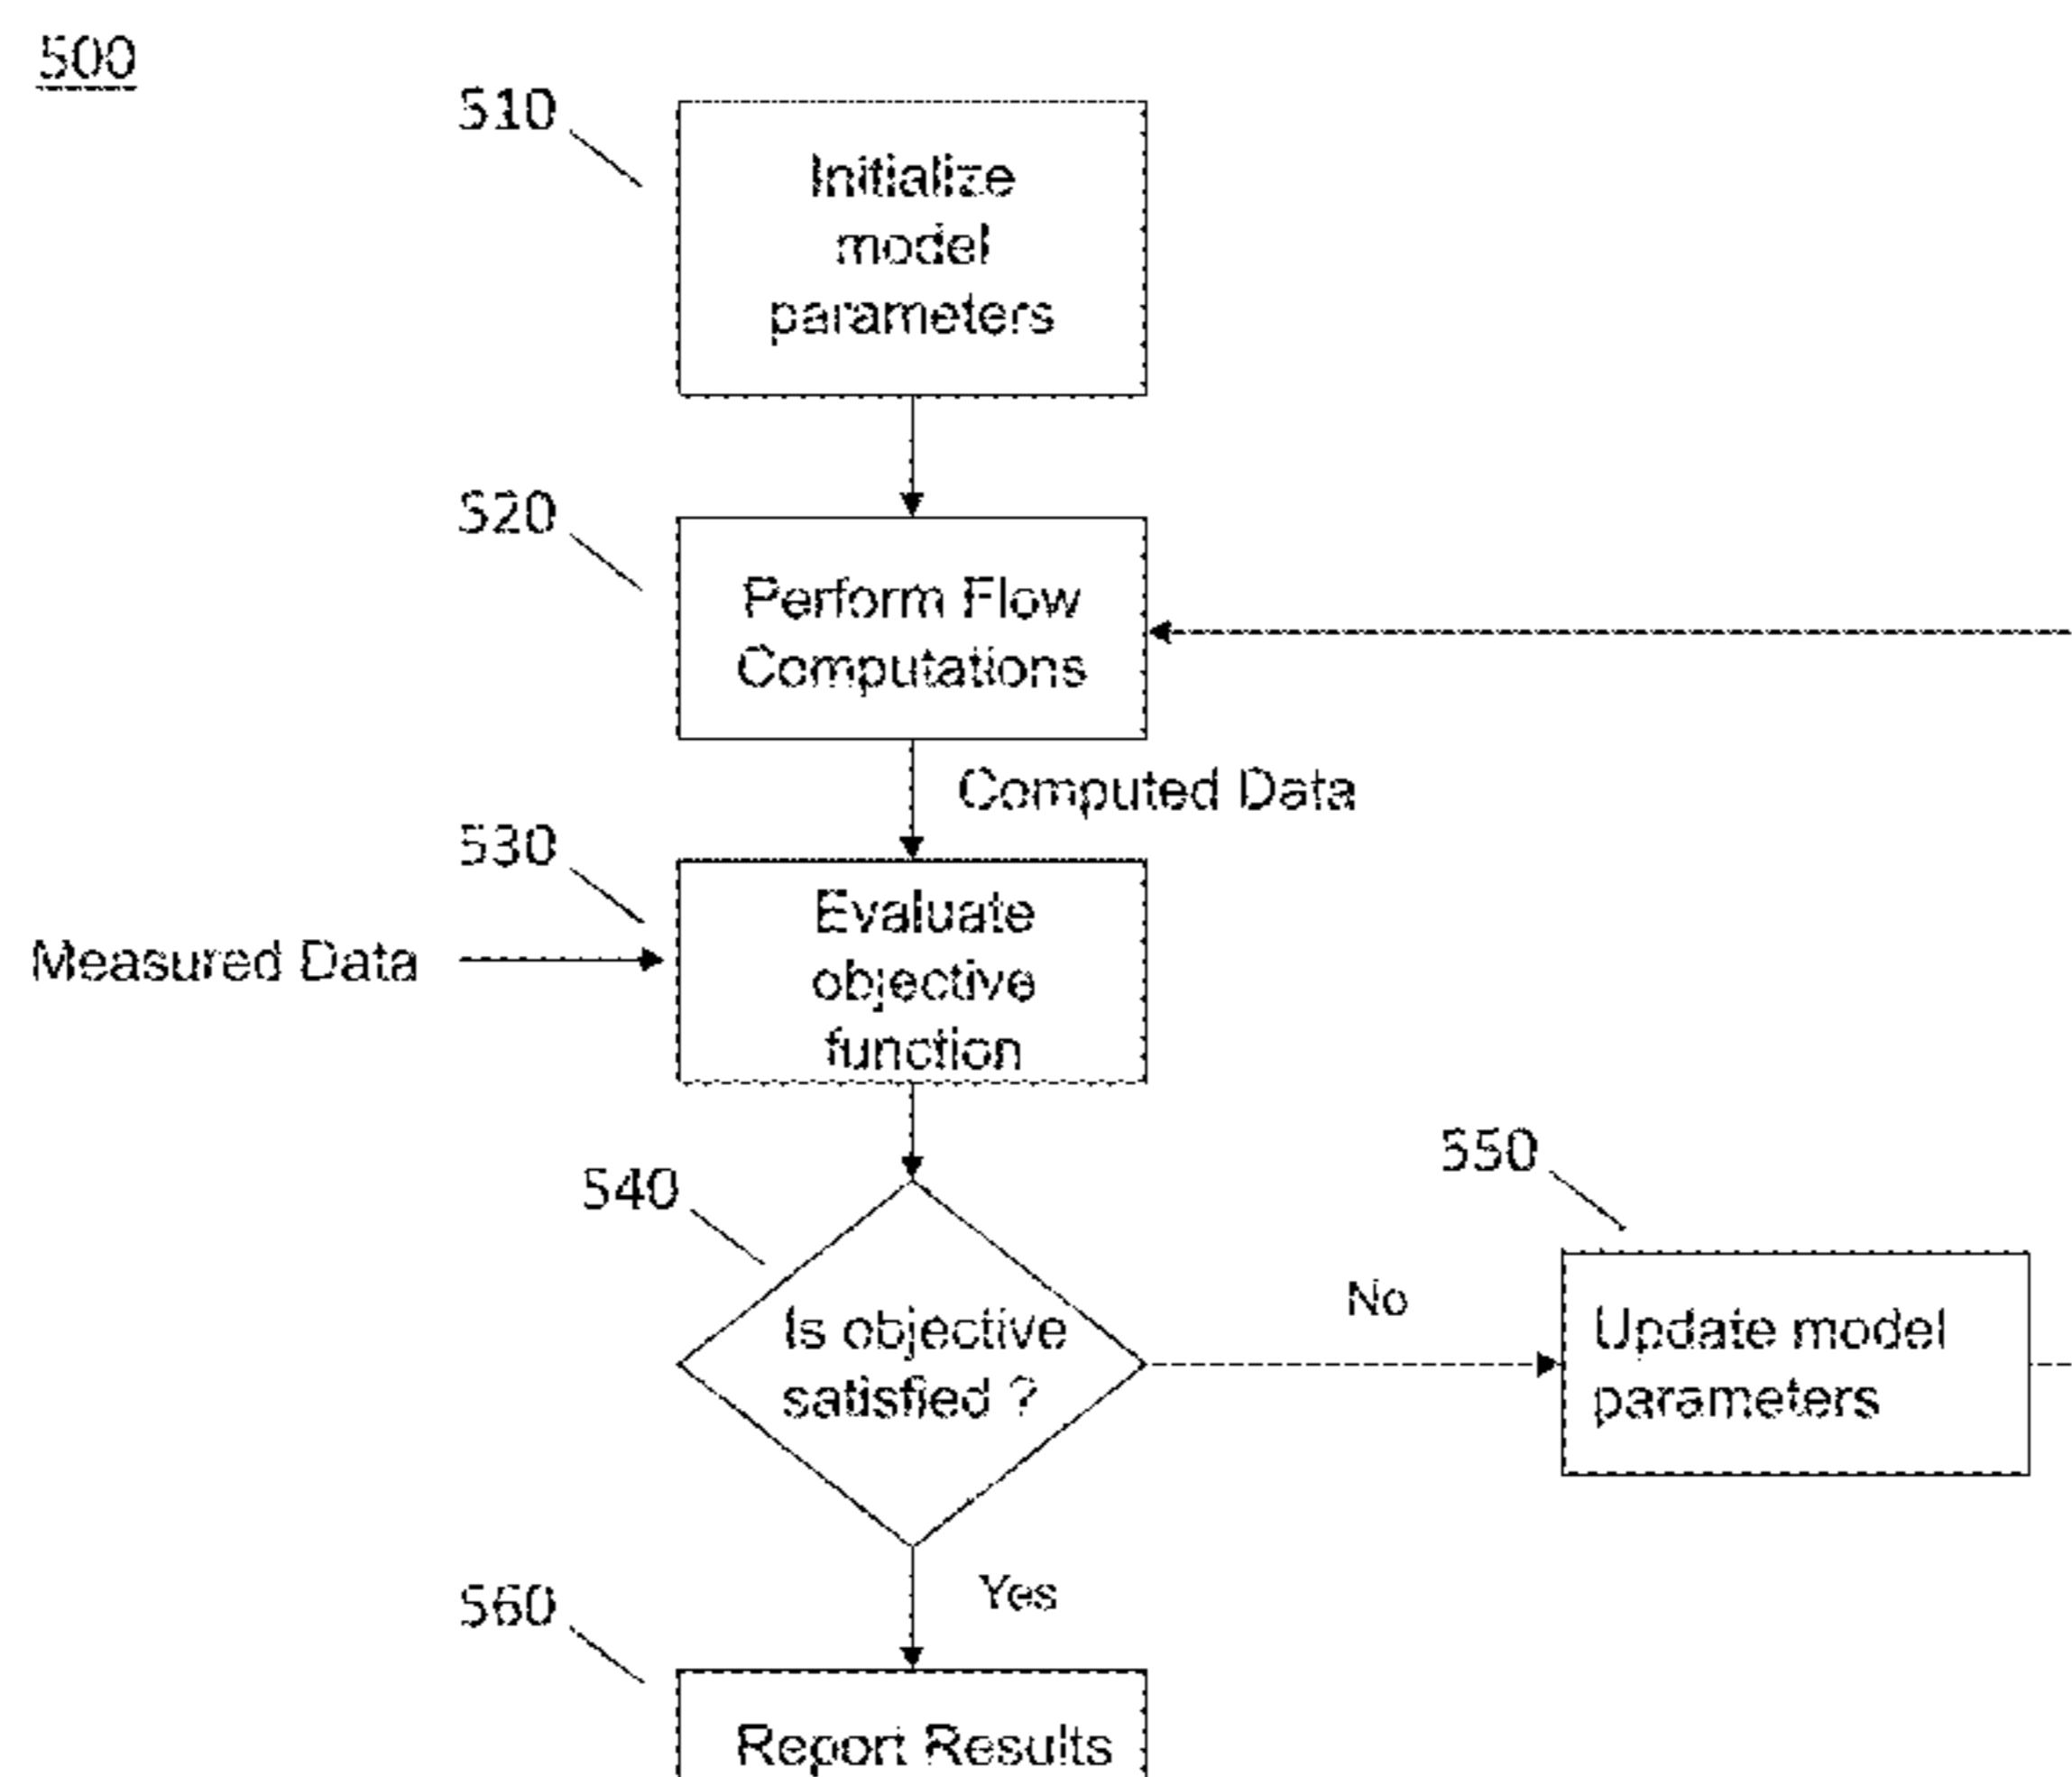 500
510
Initialize
model
parameters
520
Perform Flow
Computations
Computed Data
530
Measured Data
Evaluate
objective
function
540
Is objective
satisfied ?
No
550
Update model
parameters
Yes
560
Report Results